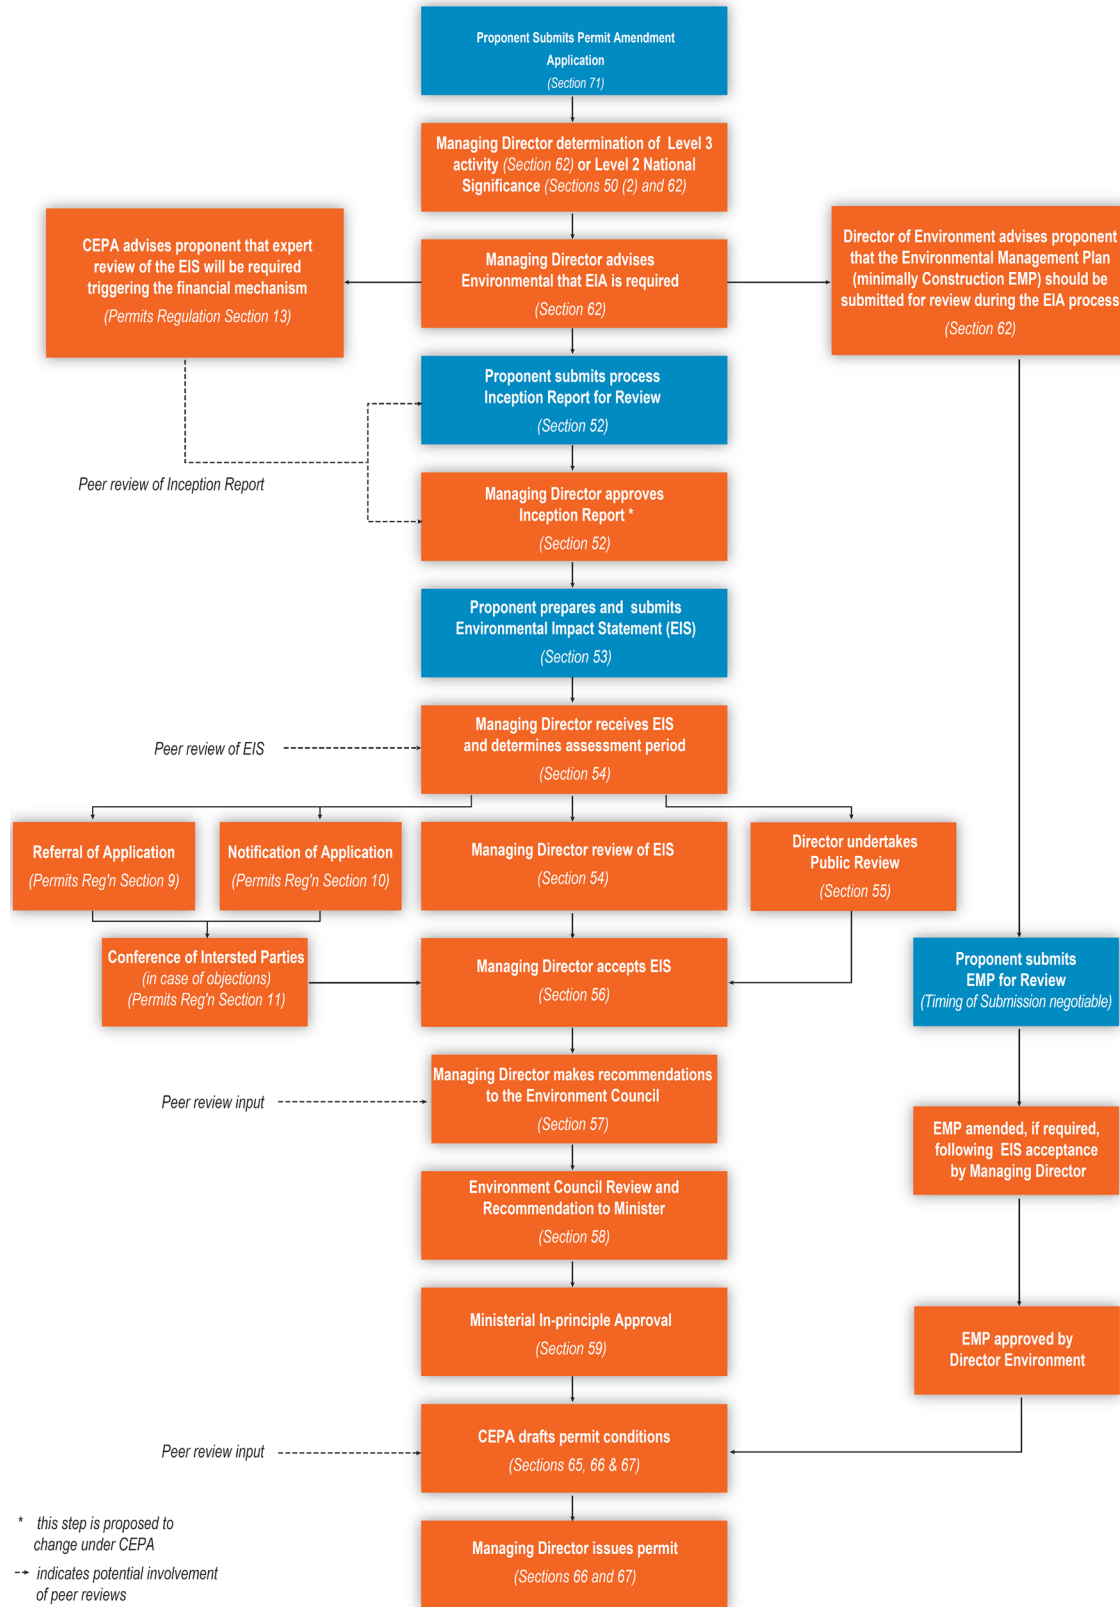 Proponent Submits Permit Amendment
Application
(Section 71)
Managing Director determination of Level 3
activity (Section 62) or Level 2 National
Significance (Sections 50 (2) and 62)
CEPA advises proponent that expert
review of the EIS will be required
triggering the financial mechanism
(Permits Regulation Section 13)
Managing Director advises
Environmental that EIA is required
(Section 62)
Director of Environment advises proponent
that the Environmental Management Plan
(minimally Construction EMP) should be
submitted for review during the EIA process
(Section 62)
Proponent submits process
Inception Report for Review
(Section 52)
Peer review of Inception Report
Managing Director approves
Inception Report *
(Section 52)
Proponent prepares and submits
Environmental Impact Statement (EIS)
(Section 53)
Peer review of EIS
Managing Director receives EIS
and determines assessment period
(Section 54)
Referral of Application
(Permits Reg'n Section 9)
Notification of Application
(Permits Reg'n Section 10)
Managing Director review of EIS
(Section 54)
Director undertakes
Public Review
(Section 55)
Conference of Intersted Parties
(in case of objections)
(Permits Reg'n Section 11)
Managing Director accepts EIS
(Section 56)
Proponent submits
EMP for Review
(Timing of Submission negotiable)
Peer review input
Managing Director makes recommendations
to the Environment Council
(Section 57)
EMP amended, if required,
following EIS acceptance
by Managing Director
Environment Council Review and
Recommendation to Minister
(Section 58)
Ministerial In-principle Approval
(Section 59)
EMP approved by
Director Environment
Peer review input
CEPA drafts permit conditions
(Sections 65, 66 & 67)
Managing Director issues permit
(Sections 66 and 67)
* this step is proposed to
change under CEPA
indicates potential involvement
of peer reviews